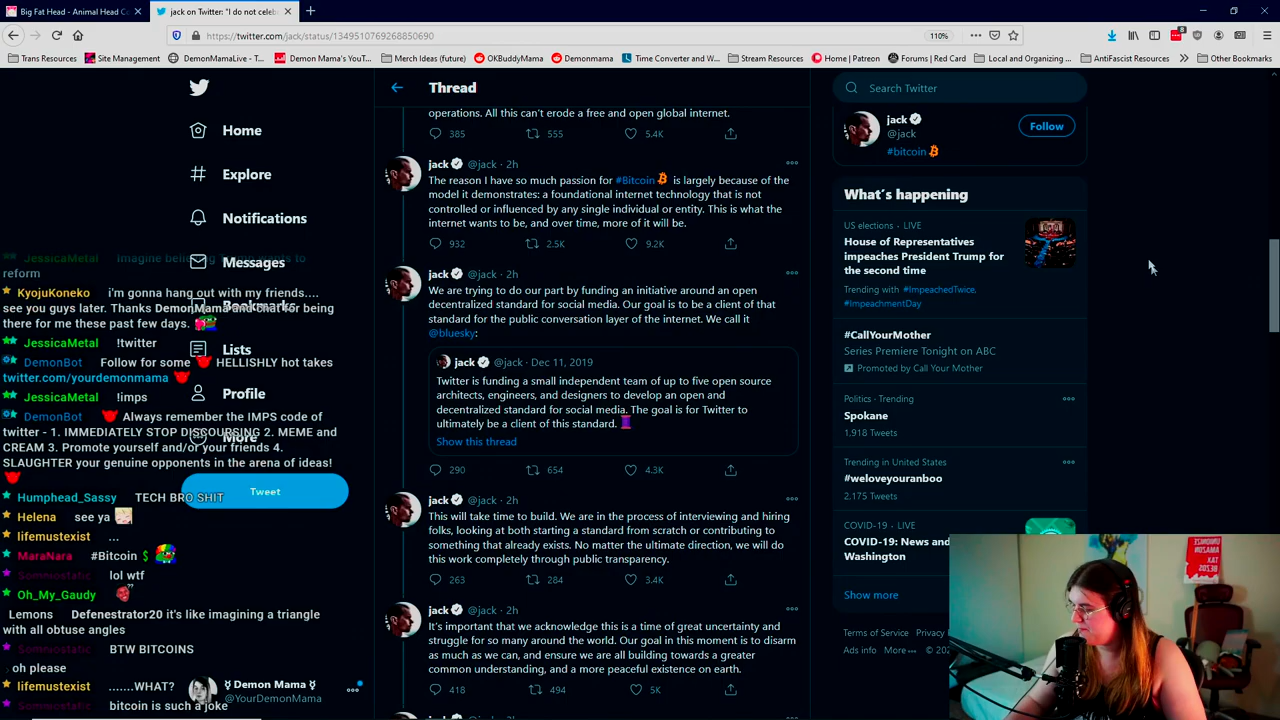 Big Fat Head - Animal Head Co
jack on Twitter: "I do not celeb
https://twitter.com/jack/status/1349510769268850690
110%
8
Trans Resources
Site Management
DemonMamaLive - T...
Demon Mama's YouT...
Merch Ideas (future)
OKBuddyMama
Demonmama
Time Converter and W...
Stream Resources
Home | Patreon
Forums | Red Card
Local and Organizing ...
AntiFascist Resources
Other Bookmarks
Home
Explore
Notifications
Messages
Bookmarks
Lists
Profile
More
Tweet
☿ Demon Mama ☿
@YourDemonMama
reform
KyojuKoneko i'm gonna hang out with my friends....
see you guys later. Thanks DemonMama and chat for being
there for me these past few days.
JessicaMetal !twitter
DemonBot Follow for some 👹 HELLISHLY hot takes
twitter.com/yourdemonmama 👹
JessicaMetal !imps
DemonBot 👹 Always remember the IMPS code of
twitter - 1. IMMEDIATELY STOP DISCOURSING 2. MEME and
CREAM 3. Promote yourself and/or your friends 4.
SLAUGHTER your genuine opponents in the arena of ideas!
👹
Humphead_Sassy TECH BRO SHIT
Helena see ya
lifemustexist ...
MaraNara #Bitcoin $
Somniostatic lol wtf
Oh_My_Gaudy
Lemons Defenestrator20 it's like imagining a triangle
with all obtuse angles
BTW BITCOINS
oh please
lifemustexist .......WHAT?
bitcoin is such a joke
Thread
operations. All this can't erode a free and open global internet.
385 555 5.4K
jack @jack · 2h
The reason I have so much passion for #Bitcoin is largely because of the
model it demonstrates: a foundational internet technology that is not
controlled or influenced by any single individual or entity. This is what the
internet wants to be, and over time, more of it will be.
932 2.5K 9.2K
jack @jack · 2h
We are trying to do our part by funding an initiative around an open
decentralized standard for social media. Our goal is to be a client of that
standard for the public conversation layer of the internet. We call it
@bluesky:
jack @jack · Dec 11, 2019
Twitter is funding a small independent team of up to five open source
architects, engineers, and designers to develop an open and
decentralized standard for social media. The goal is for Twitter to
ultimately be a client of this standard. 🧵
Show this thread
290 654 4.3K
jack @jack · 2h
This will take time to build. We are in the process of interviewing and hiring
folks, looking at both starting a standard from scratch or contributing to
something that already exists. No matter the ultimate direction, we will do
this work completely through public transparency.
263 284 3.4K
jack @jack · 2h
It's important that we acknowledge this is a time of great uncertainty and
struggle for so many around the world. Our goal in this moment is to disarm
as much as we can, and ensure we are all building towards a greater
common understanding, and a more peaceful existence on earth.
418 494 5K
Search Twitter
jack
@jack
#bitcoin
Follow
What's happening
US elections · LIVE
House of Representatives
impeaches President Trump for
the second time
Trending with #ImpeachedTwice,
#ImpeachmentDay
#CallYourMother
Series Premiere Tonight on ABC
Promoted by Call Your Mother
Politics · Trending
Spokane
1,918 Tweets
Trending in United States
#weloveyouranboo
2,175 Tweets
COVID-19 · LIVE
COVID-19: News and
Washington
Show more
Terms of Service Privacy
Ads info More